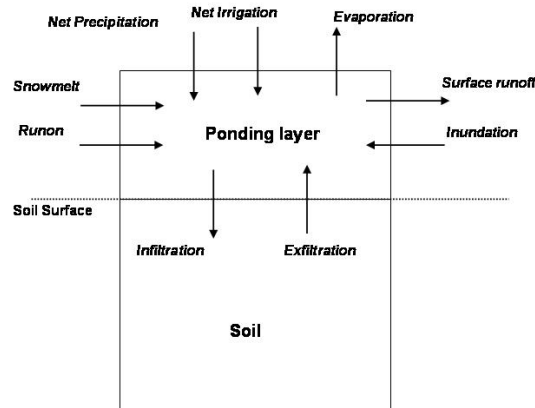 Net Precipitation
Net Irrigation
Evaporation
Snowmelt
Surface runoff
Runon
Ponding layer
Inundation
Soil Surface
Infiltration
Exfiltration
Soil